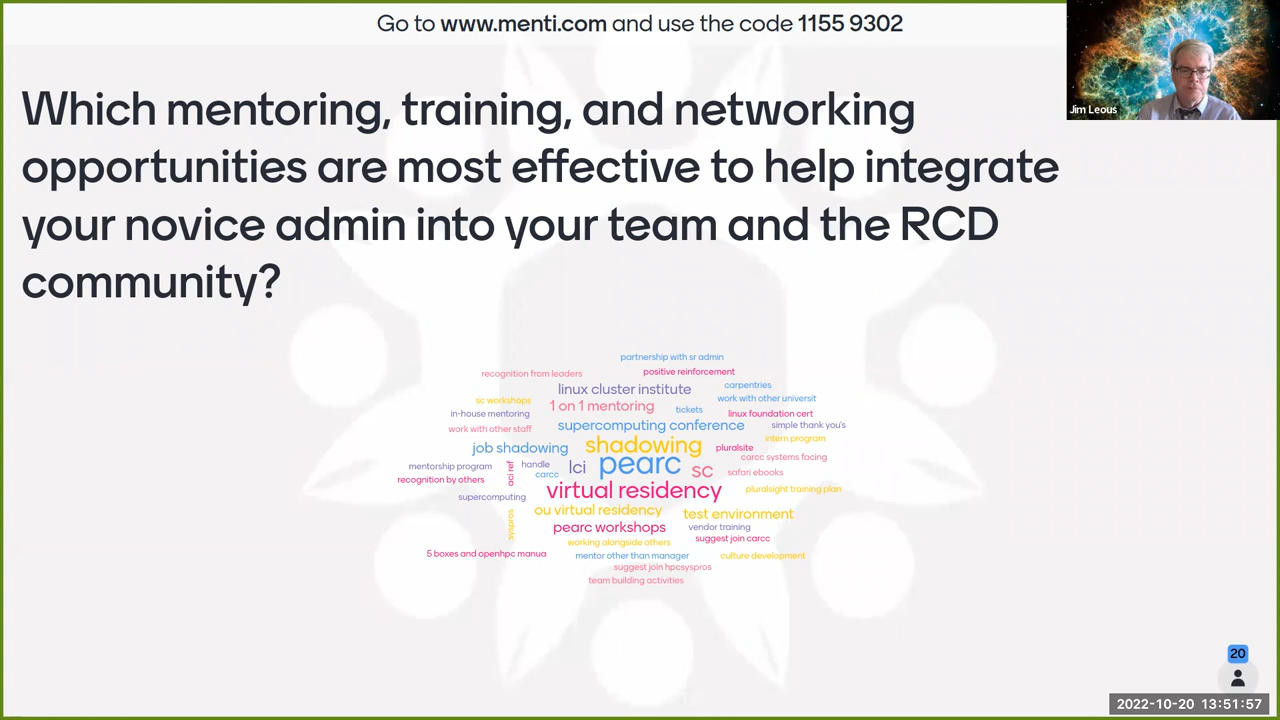 Go to www.menti.com and use the code 1155 9302
Jim Leous
Which mentoring, training, and networking
opportunities are most effective to help integrate
your novice admin into your team and the RCD
community?
partnership with sr admin
recognition from leaders
positive reinforcement
linux cluster institute
carpentries
sc workshops
1 on 1 mentoring
tickets
work with other universit
in-house mentoring
linux foundation cert
work with other staff
supercomputing conference
simple thank you's
job shadowing
shadowing
pluralsite
intern program
carcc systems facing
mentorship program
aci ref
handle
carcc
lci
pearc
sc
safari ebooks
recognition by others
supercomputing
virtual residency
pluralsight training plan
syspros
ou virtual residency
test environment
pearc workshops
vendor training
working alongside others
suggest join carcc
5 boxes and openhpc manua
mentor other than manager
culture development
suggest join hpcsyspros
team building activities
20
2022-10-20 13:51:57